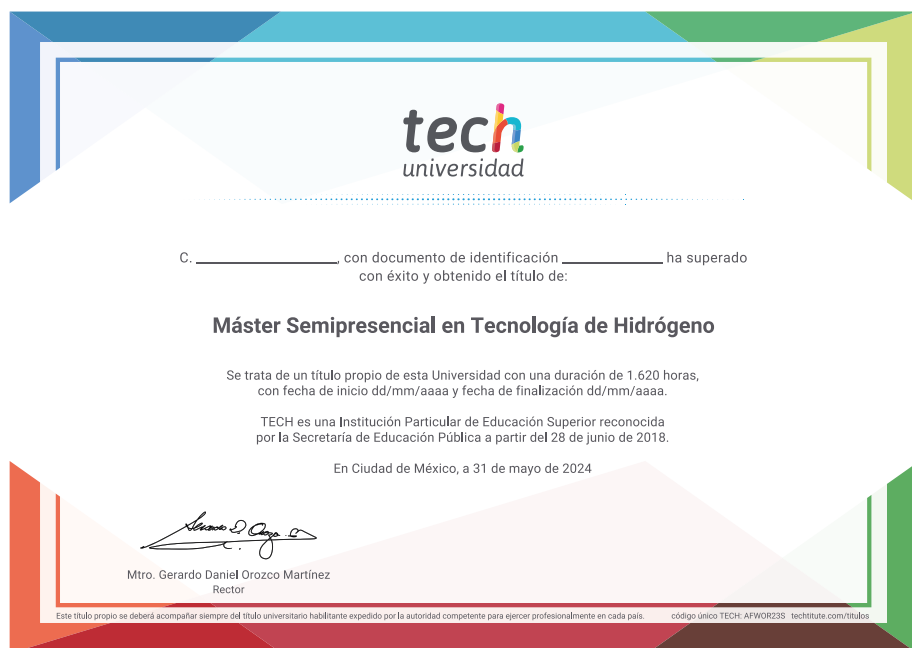 tech
universidad
C. ____________, con documento de identificación ____________ ha superado
con éxito y obtenido el título de:
Máster Semipresencial en Tecnología de Hidrógeno
Se trata de un título propio de esta Universidad con una duración de 1.620 horas,
con fecha de inicio dd/mm/aaaa y fecha de finalización dd/mm/aaaa.
TECH es una Institución Particular de Educación Superior reconocida
por la Secretaría de Educación Pública a partir del 28 de junio de 2018.
En Ciudad de México, a 31 de mayo de 2024
Mtro. Gerardo Daniel Orozco Martínez
Rector
Este título propio se deberá acompañar siempre del título universitario habilitante expedido por la autoridad competente para ejercer profesionalmente en cada país. código único TECH: AFWOR23S techtitute.com/titulos